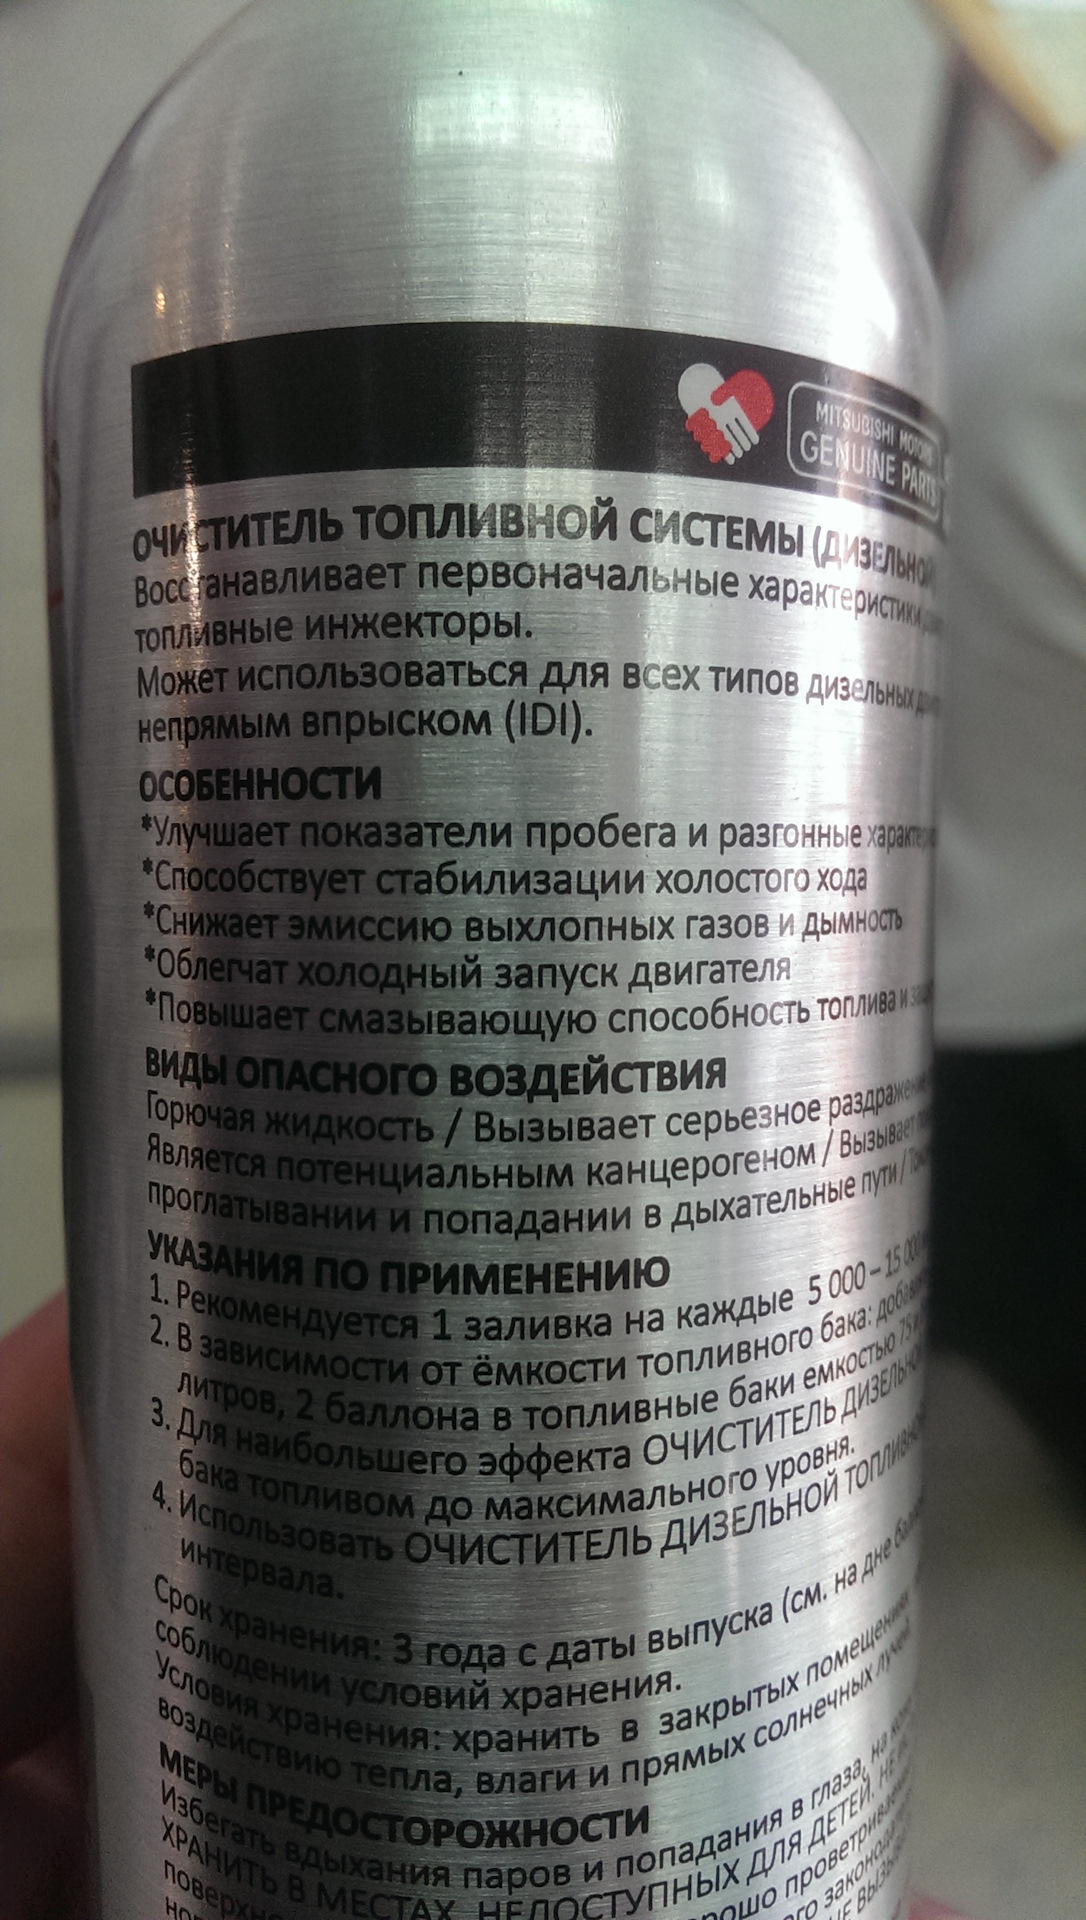 MITSUBISHI MOTORS
GENUINE PARTS
ОЧИСТИТЕЛЬ ТОПЛИВНОЙ СИСТЕМЫ (ДИЗЕЛЬНОЙ)
Восстанавливает первоначальные характеристики
топливные инжекторы.
Может использоваться для всех типов дизельных
непрямым впрыском (IDI).
ОСОБЕННОСТИ
*Улучшает показатели пробега и разгонные
*Способствует стабилизации холостого хода
*Снижает эмиссию выхлопных газов и дымность
*Облегчат холодный запуск двигателя
*Повышает смазывающую способность топлива и
ВИДЫ ОПАСНОГО ВОЗДЕЙСТВИЯ
Горючая жидкость / Вызывает серьезное раздражение
Является потенциальным канцерогеном / Вызывает
проглатывании и попадании в дыхательные пути /
УКАЗАНИЯ ПО ПРИМЕНЕНИЮ
1. Рекомендуется 1 заливка на каждые 5 000 – 15 000
2. В зависимости от ёмкости топливного бака:
литров, 2 баллона в топливные баки емкостью 75 и
3. Для наибольшего эффекта ОЧИСТИТЕЛЬ ДИЗЕЛЬНОЙ
бака топливом до максимального уровня.
4. Использовать ОЧИСТИТЕЛЬ ДИЗЕЛЬНОЙ ТОПЛИВНОЙ
интервала.
Срок хранения: 3 года с даты выпуска (см. на дне
соблюдении условий хранения.
Условия хранения: хранить в закрытых помещениях
воздействию тепла, влаги и прямых солнечных лучей
МЕРЫ ПРЕДОСТОРОЖНОСТИ
Избегать вдыхания паров и попадания в глаза, на
ХРАНИТЬ В МЕСТАХ, НЕДОСТУПНЫХ ДЛЯ ДЕТЕЙ. НЕ